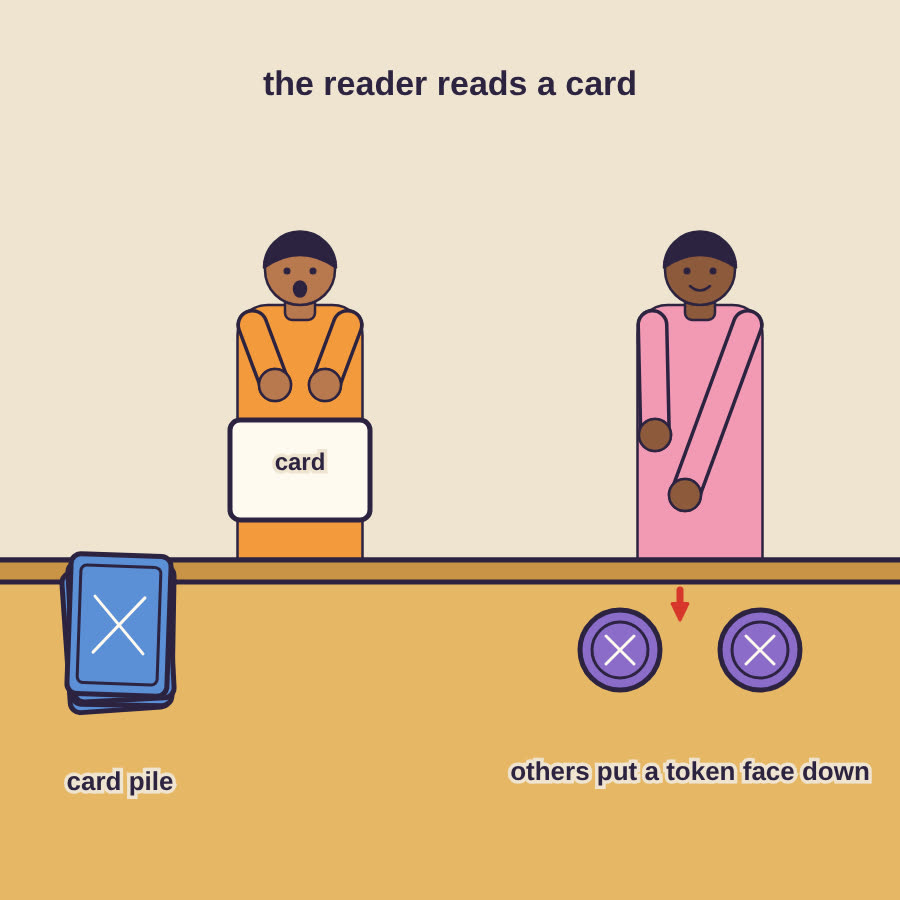 the reader reads a card
card
card pile
others put a token face down